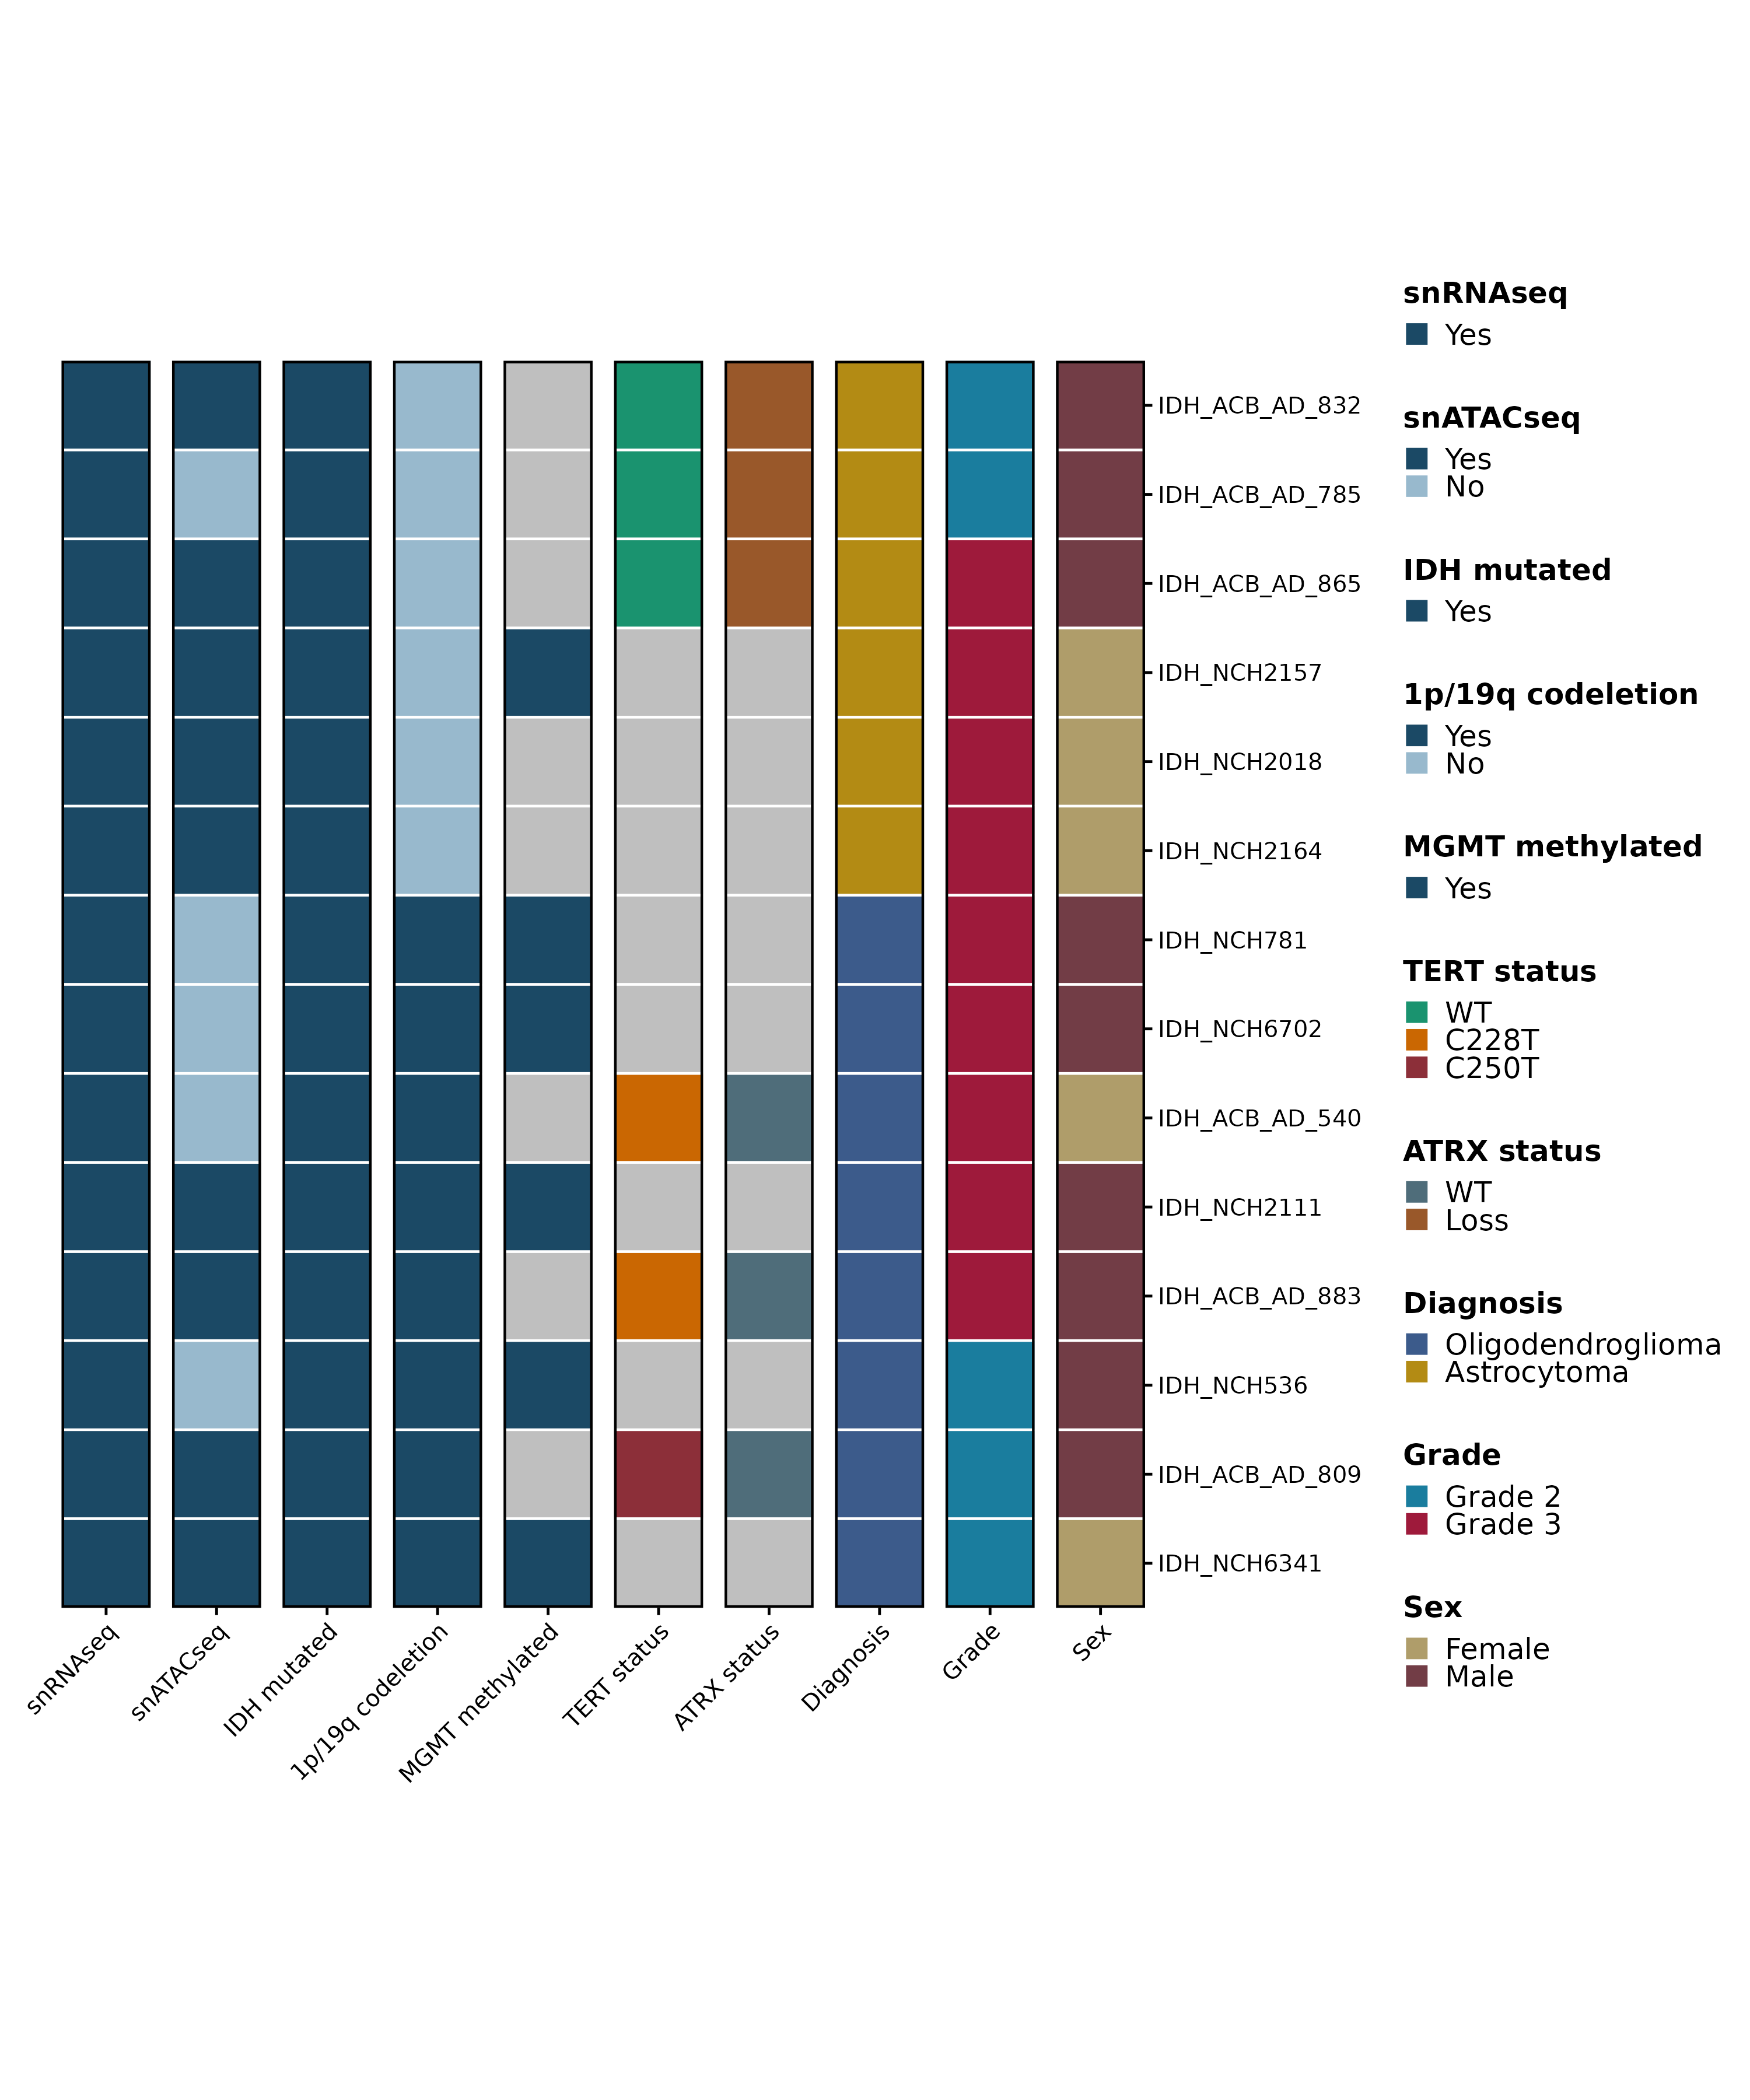 IDH_ACB_AD_832
IDH_ACB_AD_785
IDH_ACB_AD_865
IDH_NCH2157
IDH_NCH2018
IDH_NCH2164
IDH_NCH781
IDH_NCH6702
IDH_ACB_AD_540
IDH_NCH2111
IDH_ACB_AD_883
IDH_NCH536
IDH_ACB_AD_809
IDH_NCH6341
snRNAseq
snATACseq
IDH mutated
1p/19q codeletion
MGMT methylated
TERT status
ATRX status
Diagnosis
Grade
Sex
snRNAseq
Yes
snATACseq
Yes
No
IDH mutated
Yes
1p/19q codeletion
Yes
No
MGMT methylated
Yes
TERT status
WT
C228T
C250T
ATRX status
WT
Loss
Diagnosis
Oligodendroglioma
Astrocytoma
Grade
Grade 2
Grade 3
Sex
Female
Male